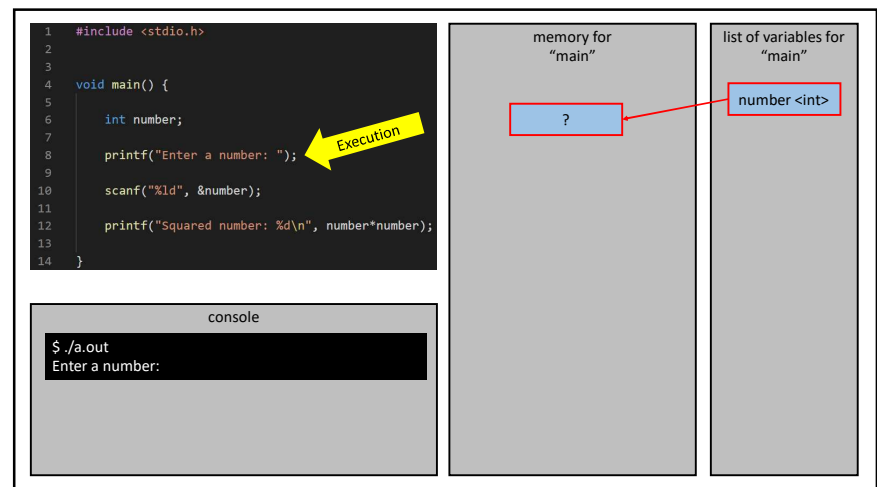 1 #include <stdio.h>
2
3
4 void main() {
5
6 int number;
7
8 printf("Enter a number: ");
9
10 scanf("%ld", &number);
11
12 printf("Squared number: %d\n", number*number);
13
14 }
Execution
console
$ ./a.out
Enter a number:
memory for
“main”
?
list of variables for
“main”
number <int>